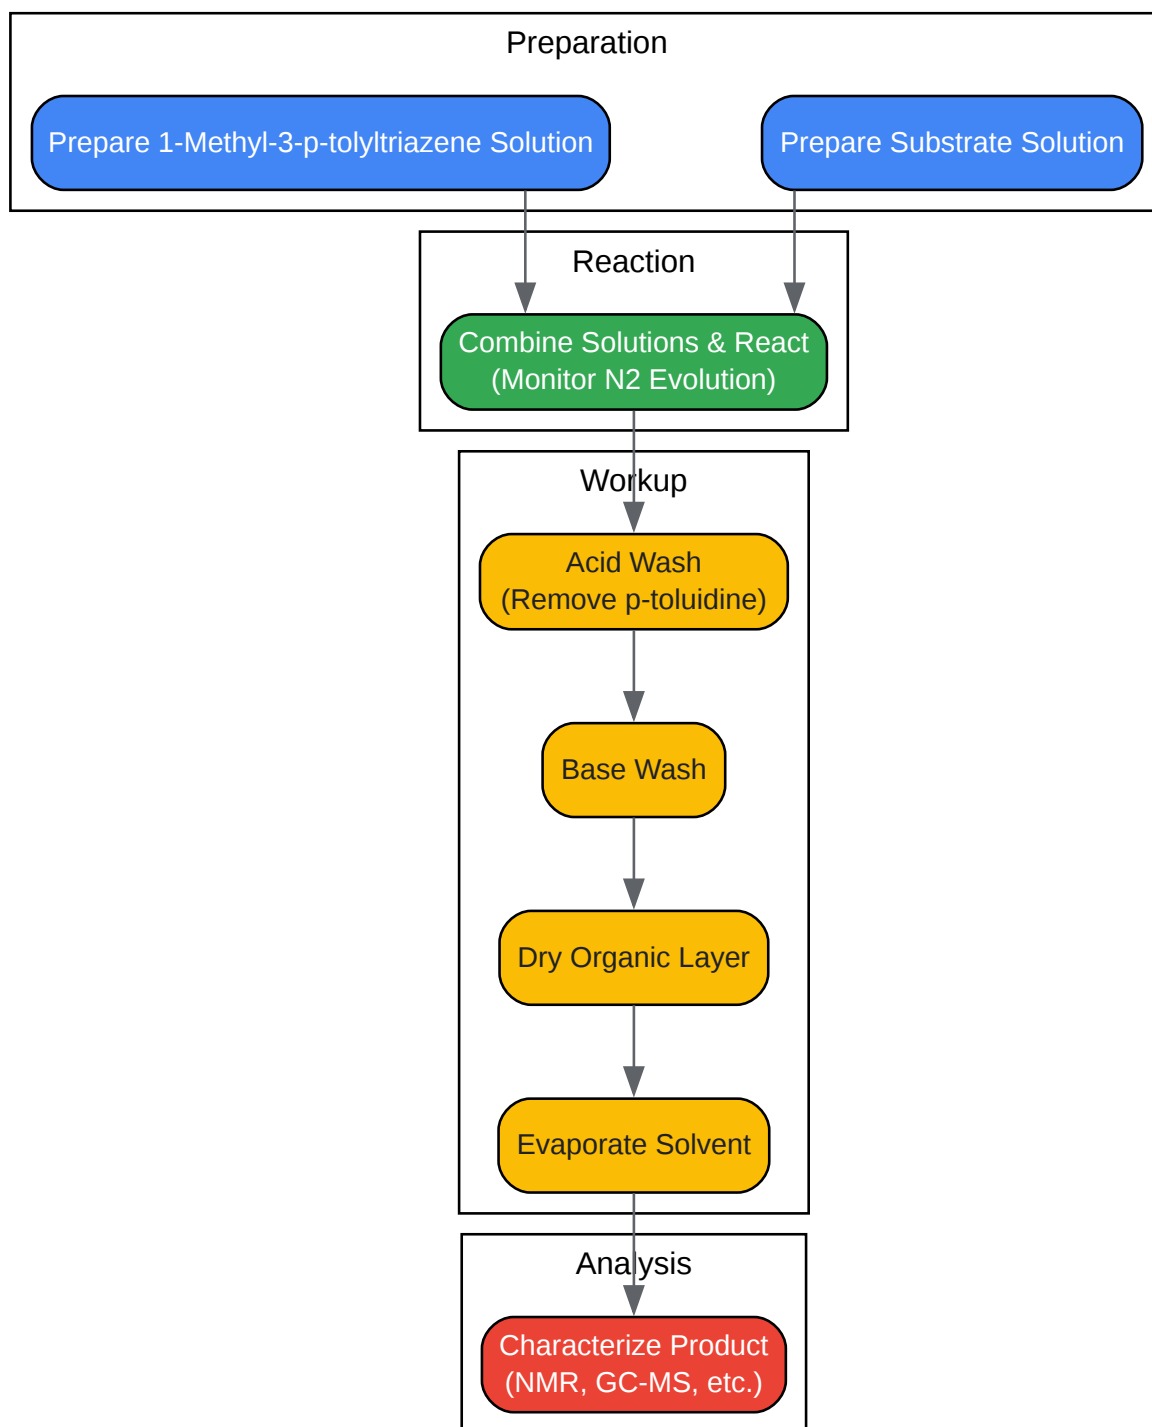 Preparation
Prepare 1-Methyl-3-p-tolyltriazene Solution
Prepare Substrate Solution
Reaction
Combine Solutions & React
(Monitor N2 Evolution)
Workup
Acid Wash
(Remove p-toluidine)
Base Wash
Dry Organic Layer
Evaporate Solvent
Analysis
Characterize Product
(NMR, GC-MS, etc.)